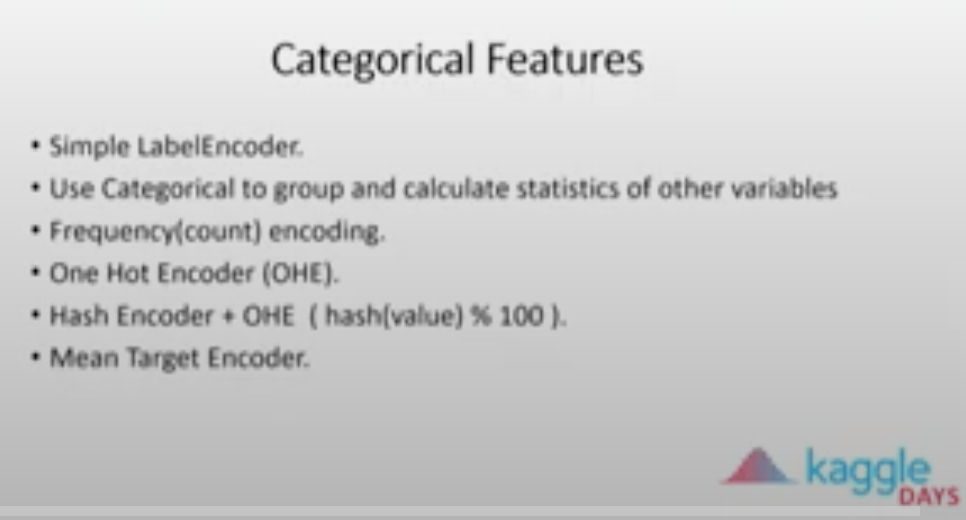 Categorical Features
• Simple LabelEncoder.
• Use Categorical to group and calculate statistics of other variables
• Frequency(count) encoding.
• One Hot Encoder (OHE).
• Hash Encoder + OHE ( hash(value) % 100 ).
• Mean Target Encoder.
kaggle
DAYS